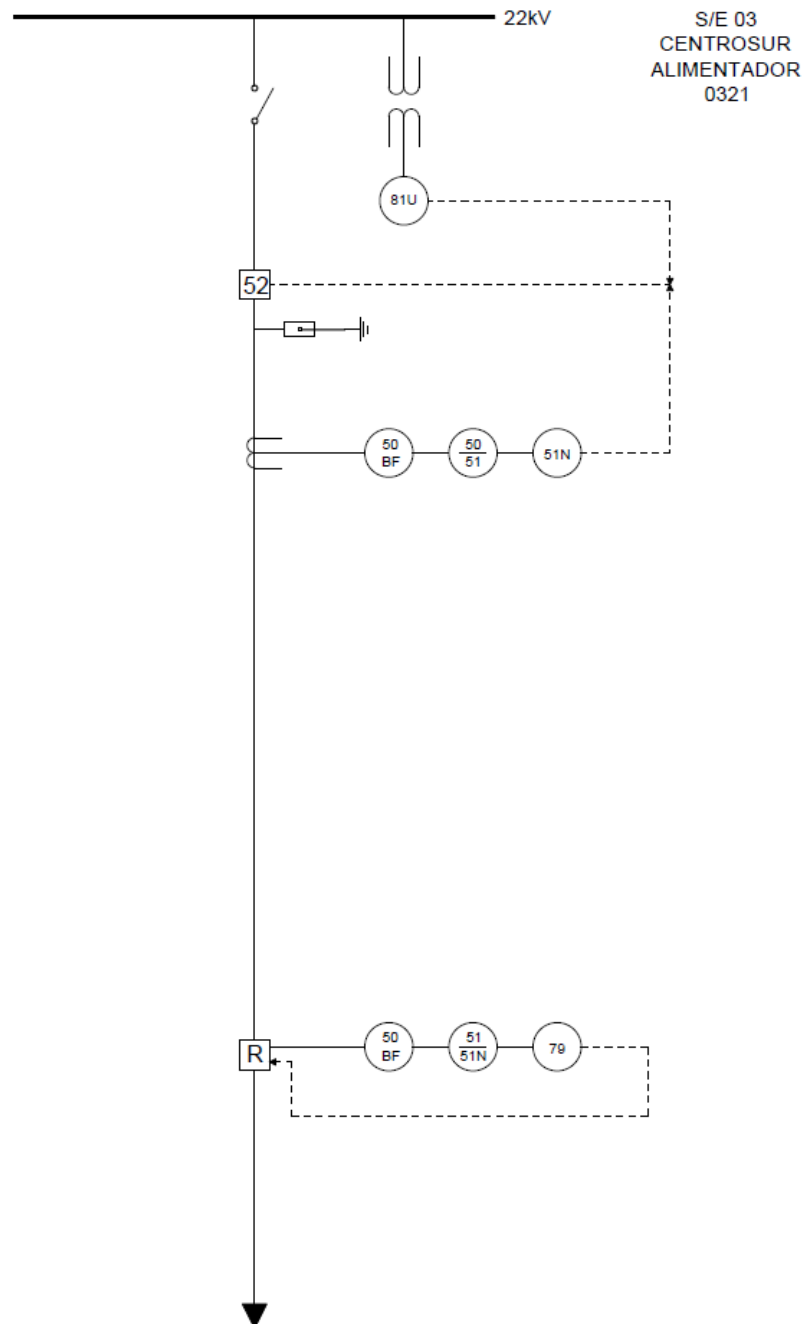 22kV
S/E 03
CENTROSUR
ALIMENTADOR
0321
81U
52
50
BF
50
51
51N
R
50
BF
51
51N
79